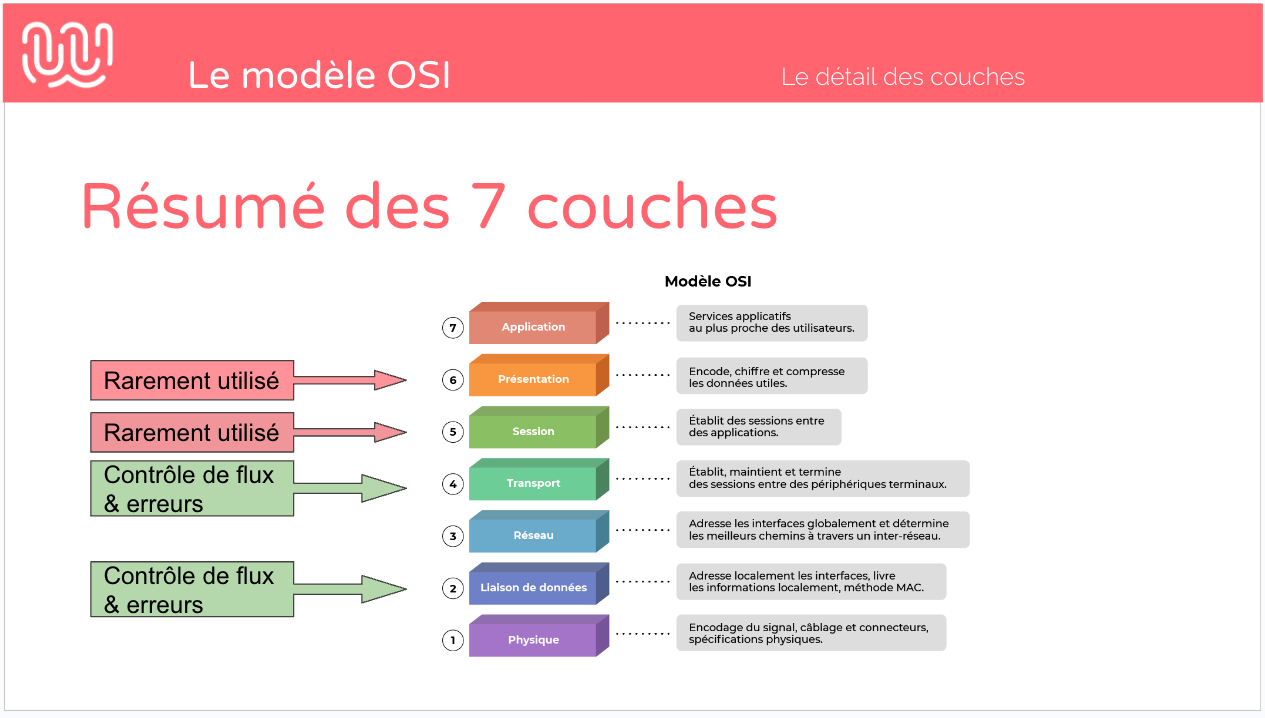 Le modèle OSI
Le détail des couches
Résumé des 7 couches
Modèle OSI
7
Application
Services applicatifs
au plus proche des utilisateurs.
Rarement utilisé
6
Présentation
Encode, chiffre et compresse
les données utiles.
Rarement utilisé
5
Session
Établit des sessions entre
des applications.
Contrôle de flux
& erreurs
4
Transport
Établit, maintient et termine
des sessions entre des périphériques terminaux.
3
Réseau
Adresse les interfaces globalement et détermine
les meilleurs chemins à travers un inter-réseau.
Contrôle de flux
& erreurs
2
Liaison de données
Adresse localement les interfaces, livre
les informations localement, méthode MAC.
1
Physique
Encodage du signal, câblage et connecteurs,
spécifications physiques.